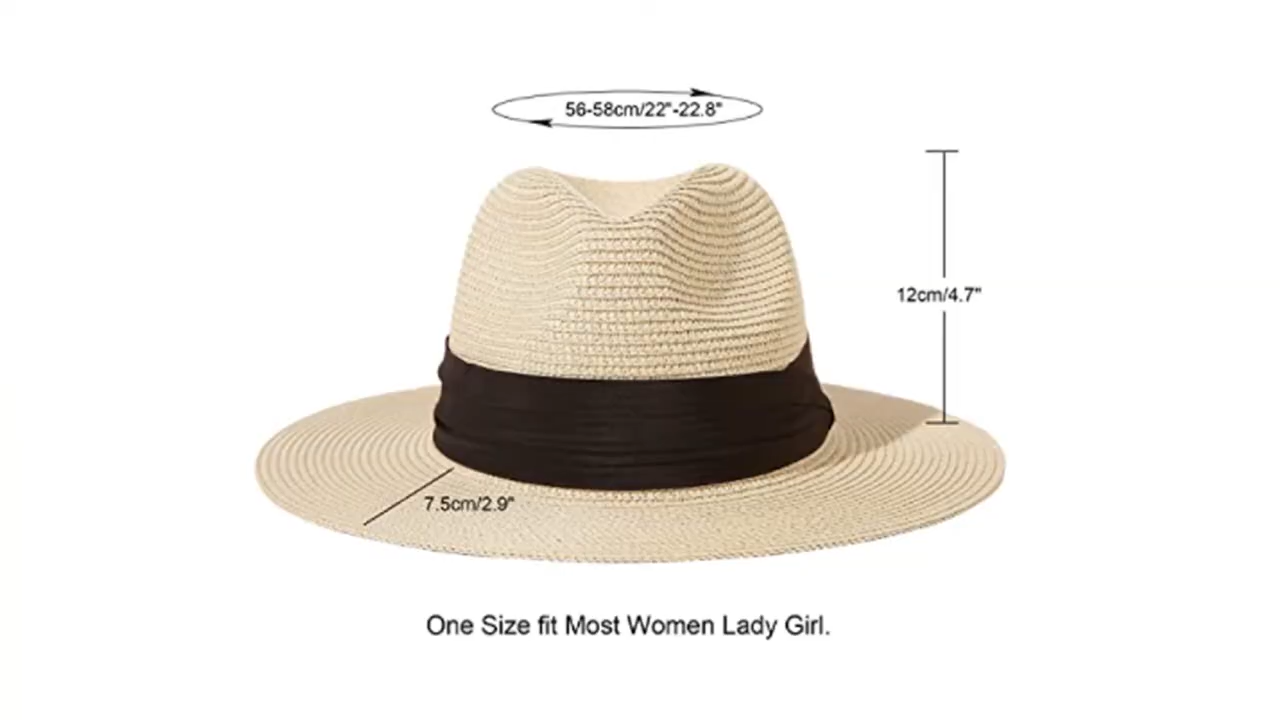 56-58cm/22"-22.8"
12cm/4.7"
7.5cm/2.9"
One Size fit Most Women Lady Girl.